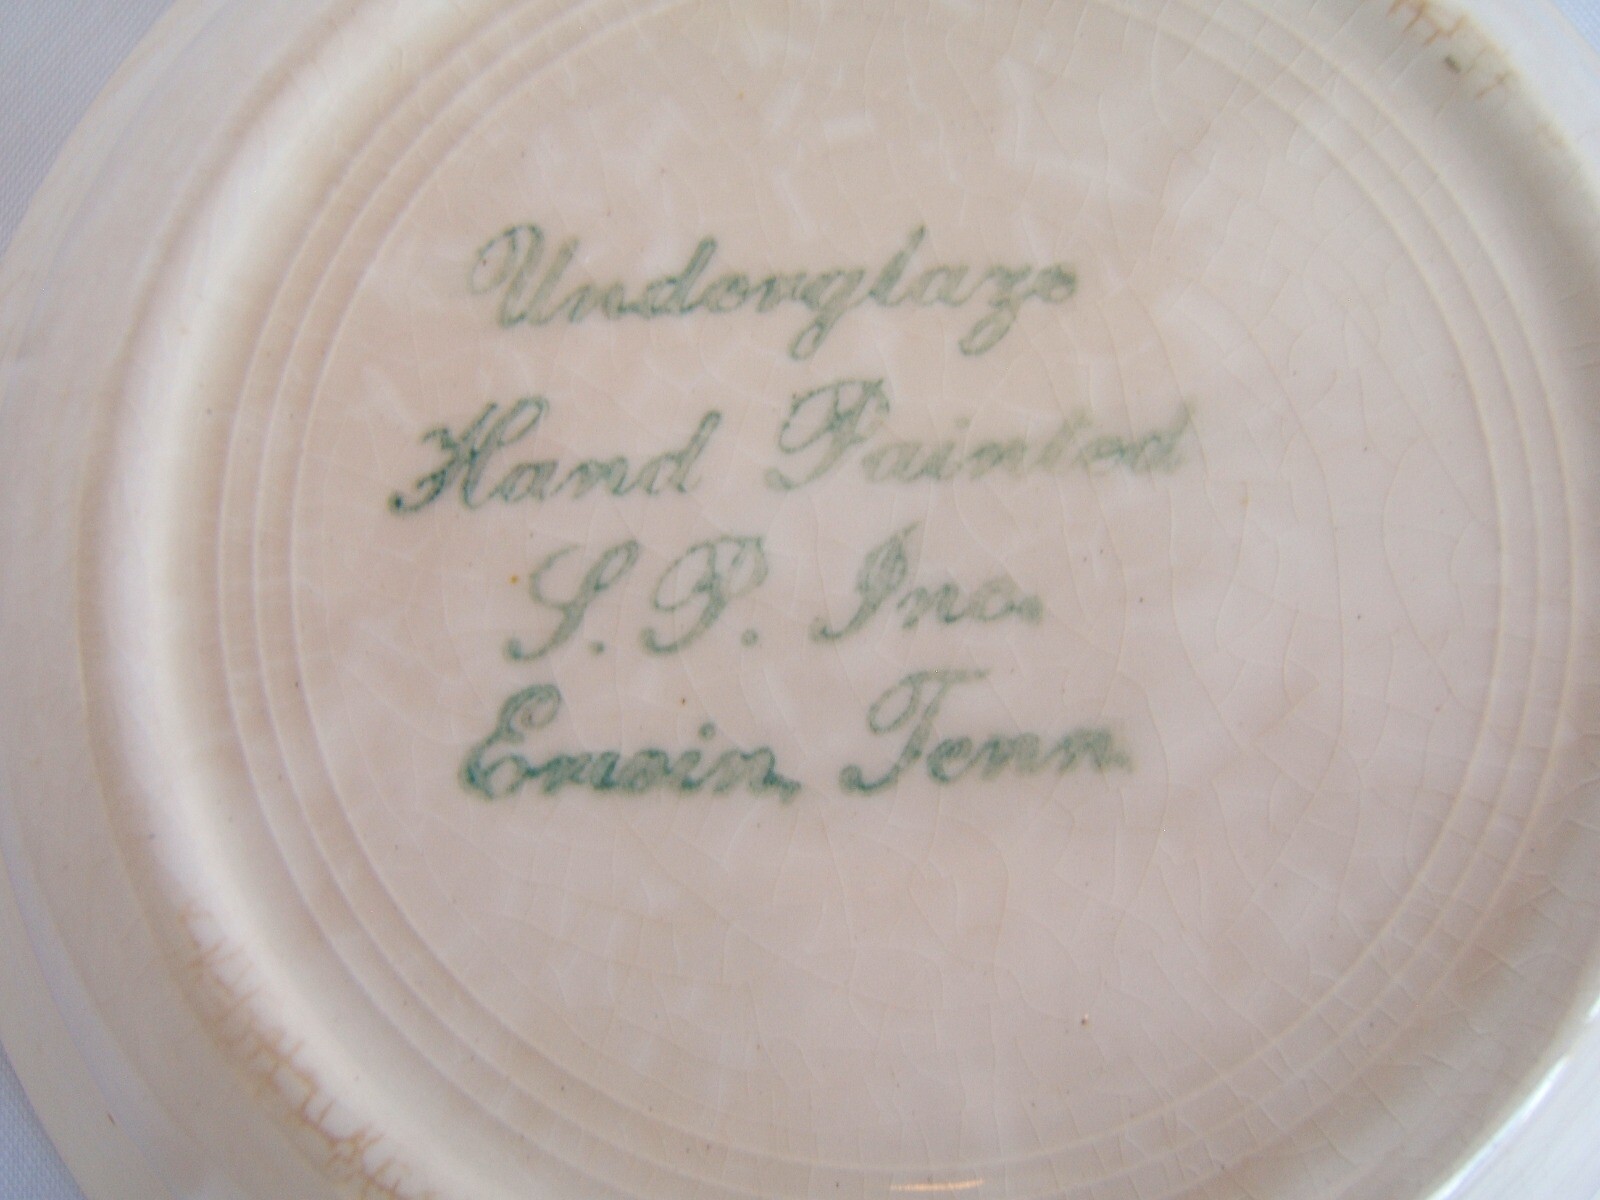 Underglaze
Hand Painted
S. P. Inc.
Erwin, Tenn.